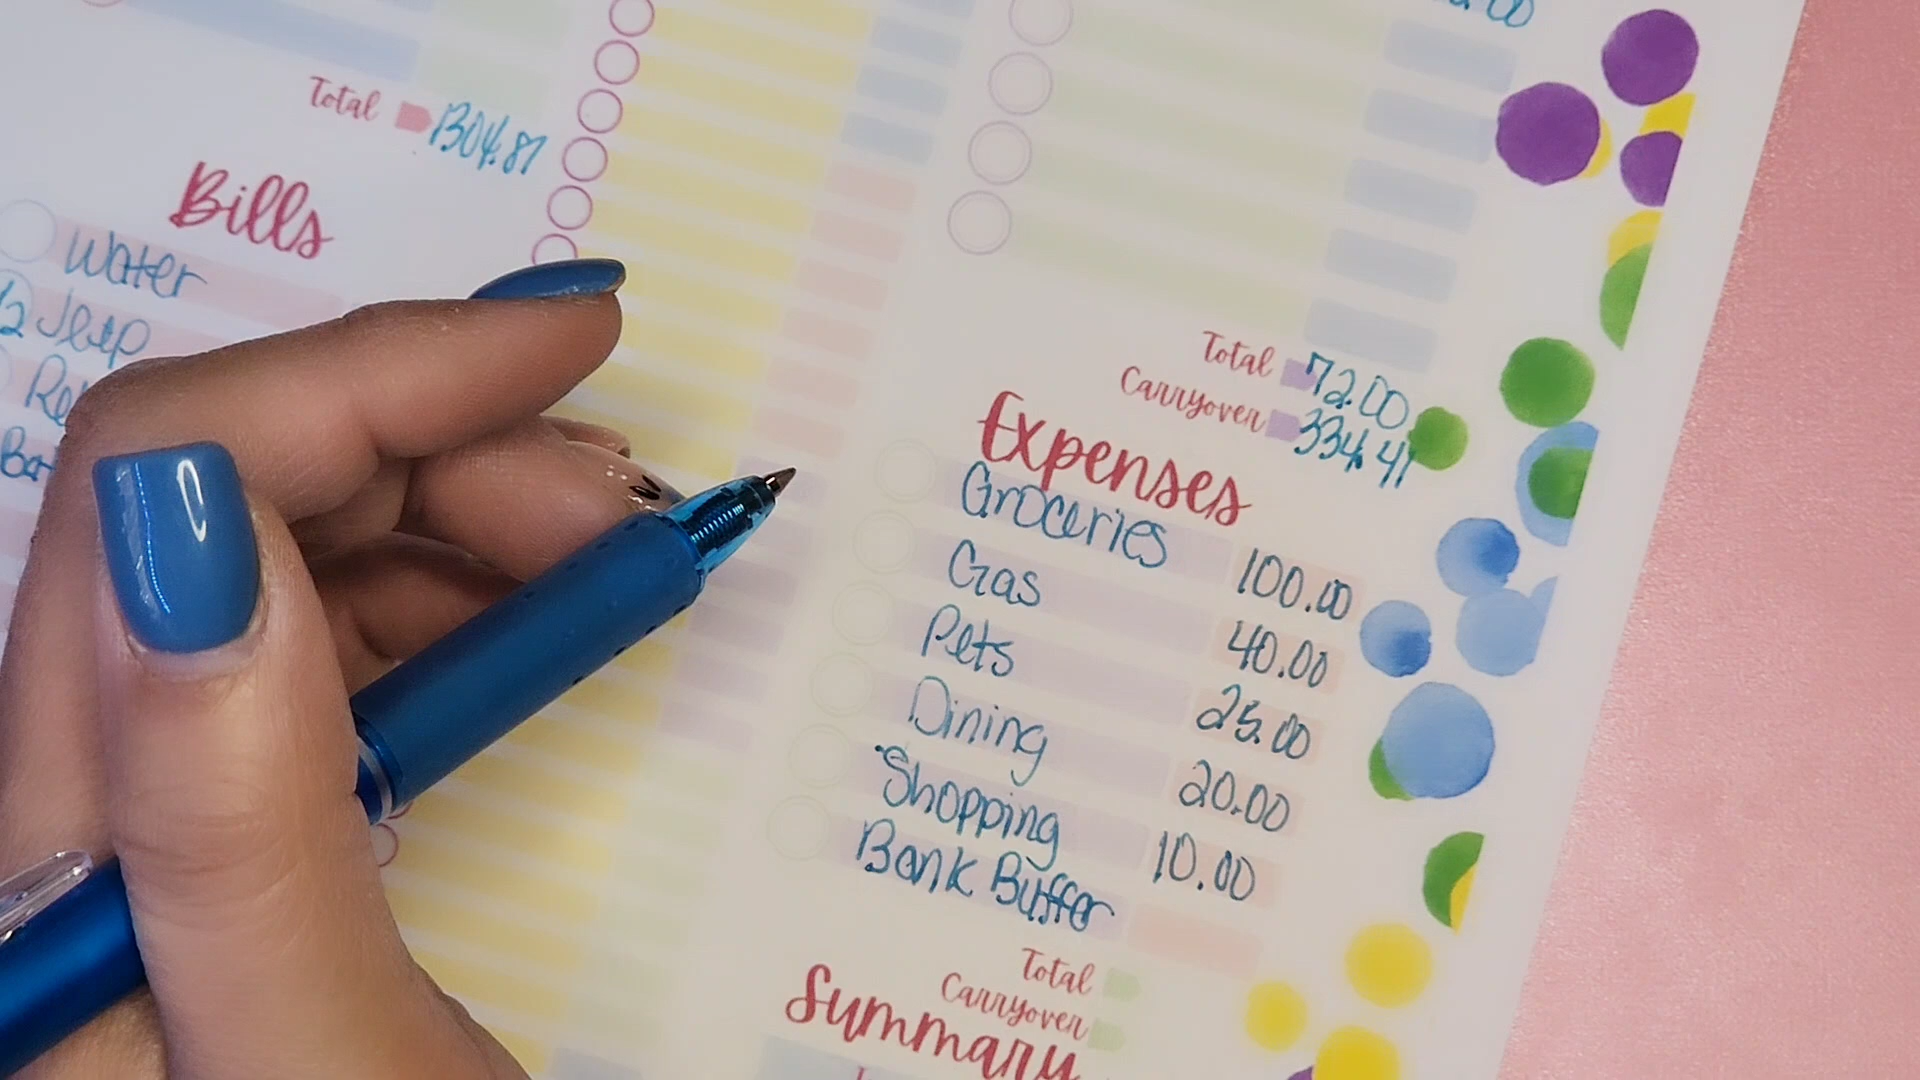 Total 1304.87
Bills
Water
12 Jeep
Total 72.00
Carryover 334.41
Expenses
Groceries 100.00
Gas 40.00
Pets 25.00
Dining 20.00
Shopping 10.00
Bank Buffer
Total
Carryover
Summary